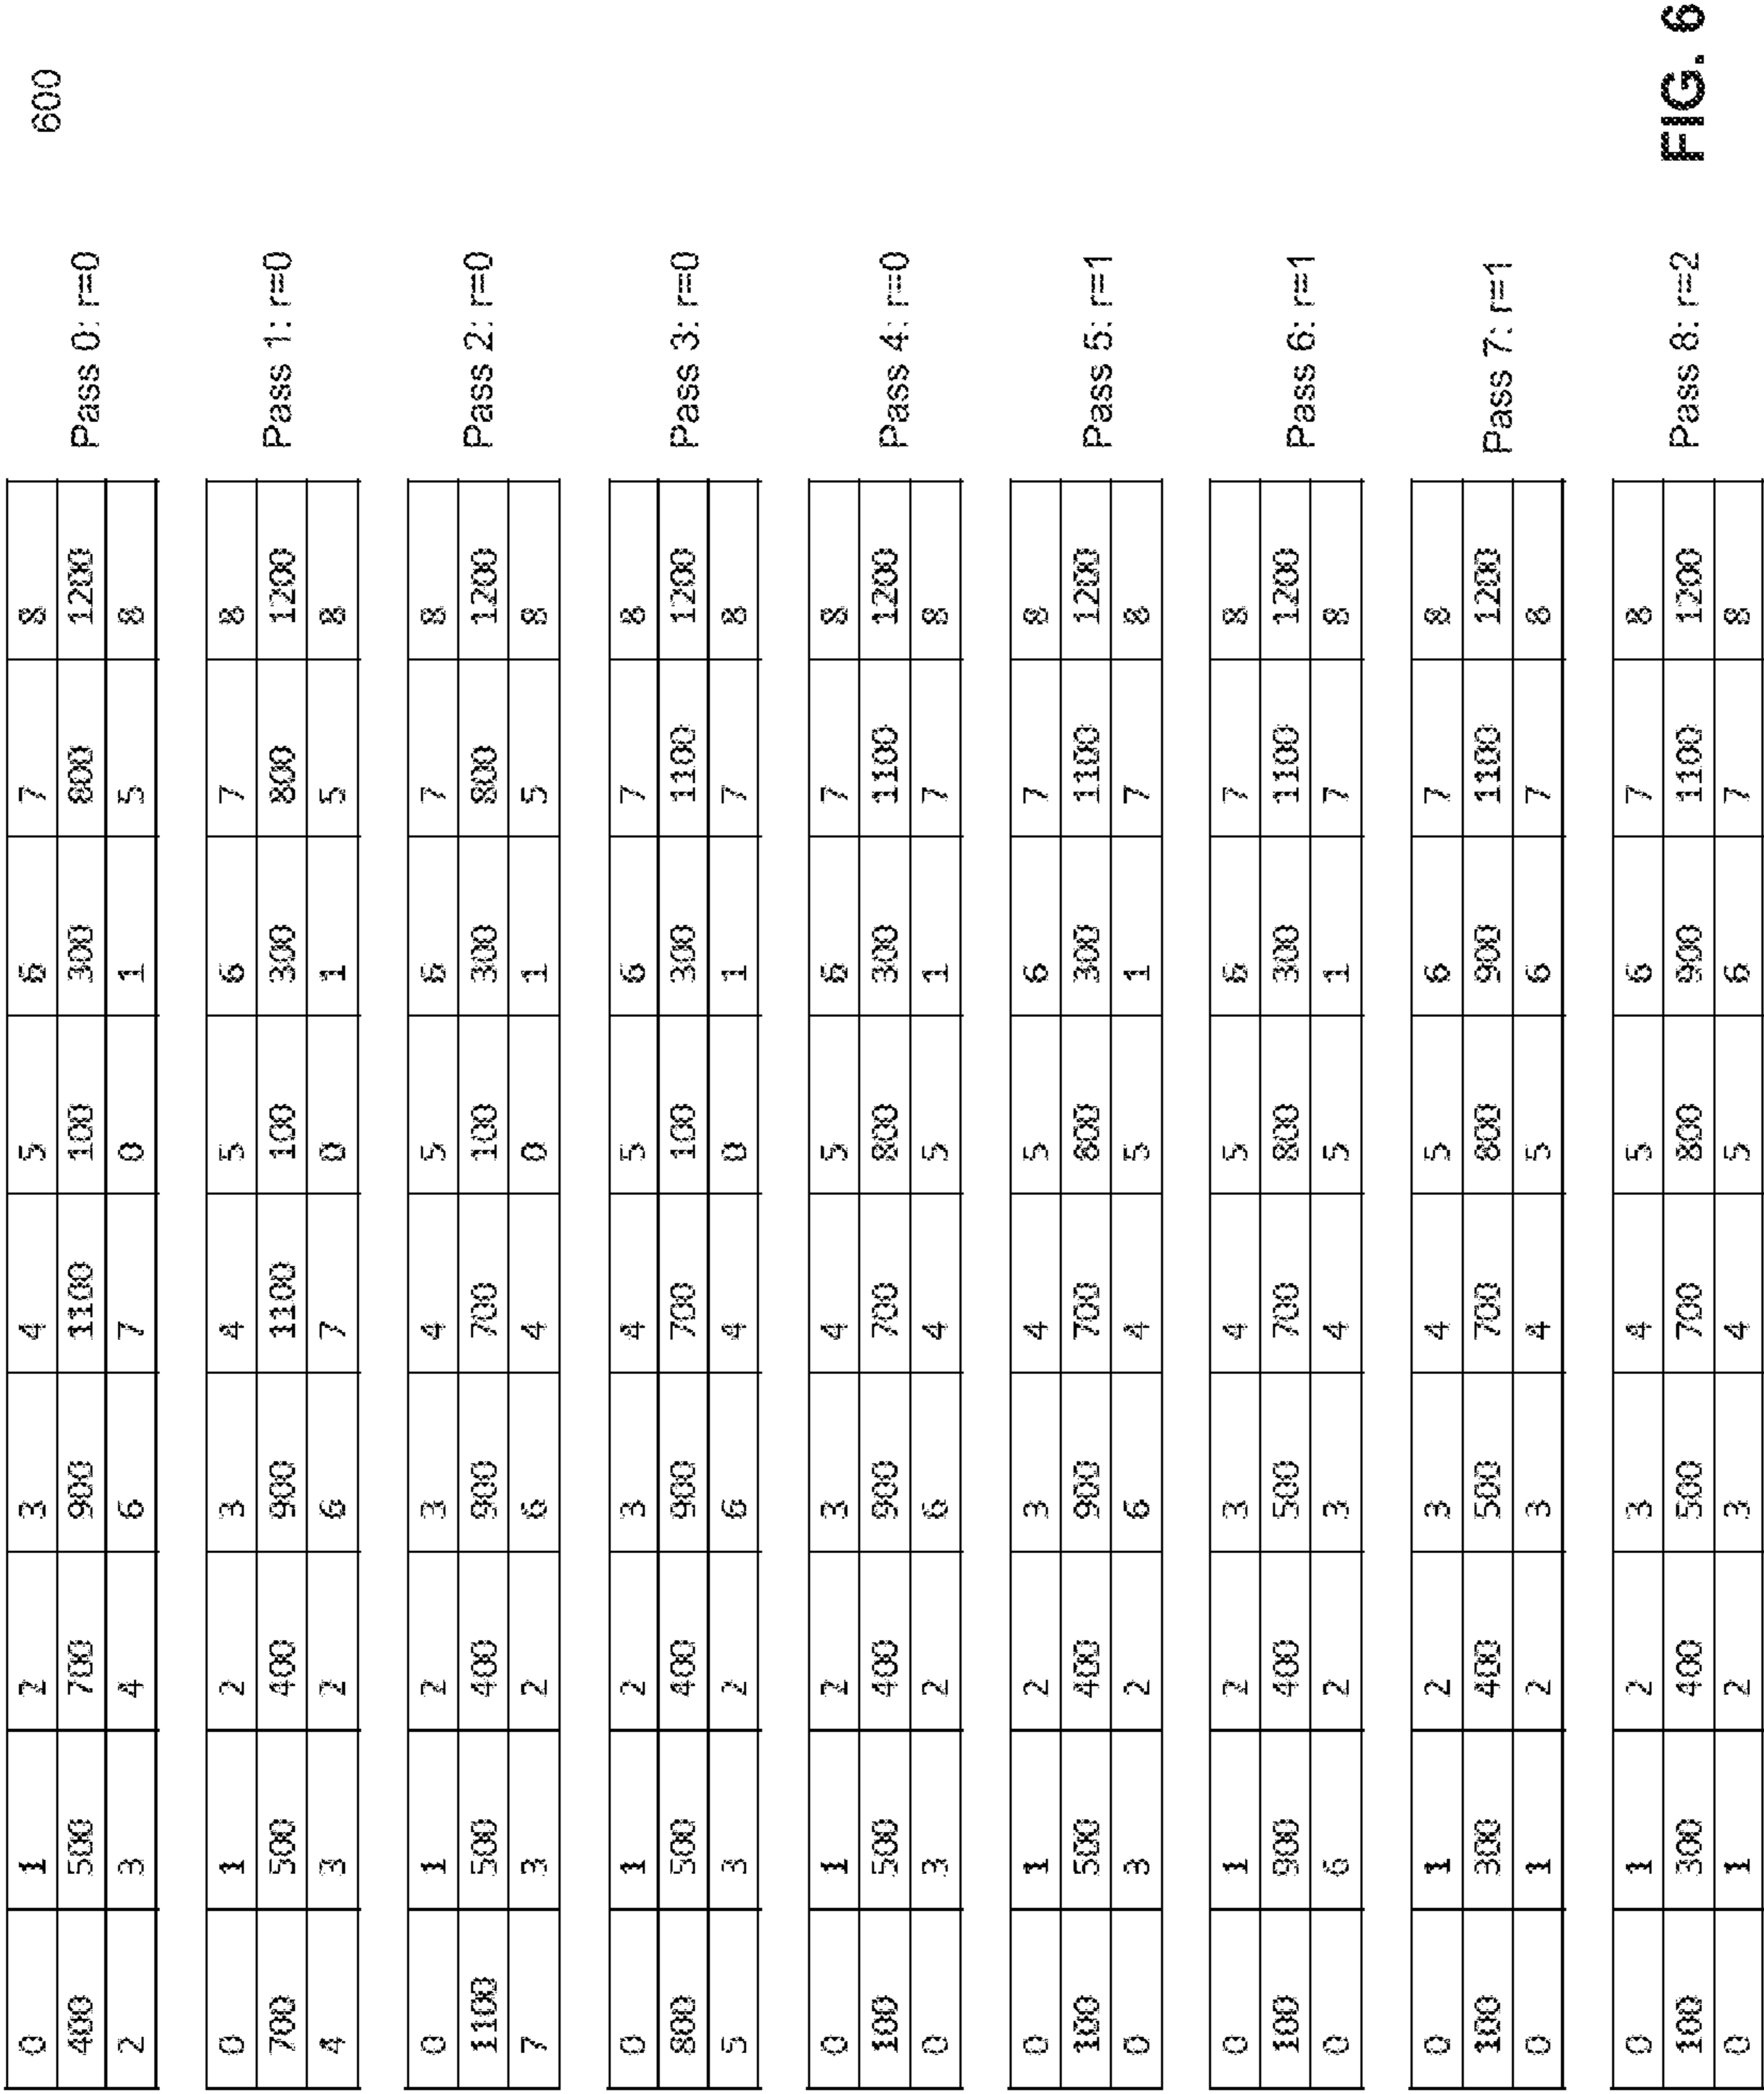 600
0 1 2 3 4 5 6 7 8
400 500 700 900 1100 100 300 800 1200
2 3 4 6 7 0 1 5 8
Pass 0: r=0
0 1 2 3 4 5 6 7 8
700 500 400 900 1100 100 300 800 1200
4 3 2 6 7 0 1 5 8
Pass 1: r=0
0 1 2 3 4 5 6 7 8
1100 500 400 900 700 100 300 800 1200
7 3 2 6 4 0 1 5 8
Pass 2: r=0
0 1 2 3 4 5 6 7 8
800 500 400 900 700 100 300 1100 1200
5 3 2 6 4 0 1 7 8
Pass 3: r=0
0 1 2 3 4 5 6 7 8
100 500 400 900 700 800 300 1100 1200
0 3 2 6 4 5 1 7 8
Pass 4: r=0
0 1 2 3 4 5 6 7 8
100 500 400 900 700 800 300 1100 1200
0 3 2 6 4 5 1 7 8
Pass 5: r=1
0 1 2 3 4 5 6 7 8
100 900 400 500 700 800 300 1100 1200
0 6 2 3 4 5 1 7 8
Pass 6: r=1
0 1 2 3 4 5 6 7 8
100 300 400 500 700 800 900 1100 1200
0 1 2 3 4 5 6 7 8
Pass 7: r=1
0 1 2 3 4 5 6 7 8
100 300 400 500 700 800 900 1100 1200
0 1 2 3 4 5 6 7 8
Pass 8: r=2
FIG. 6